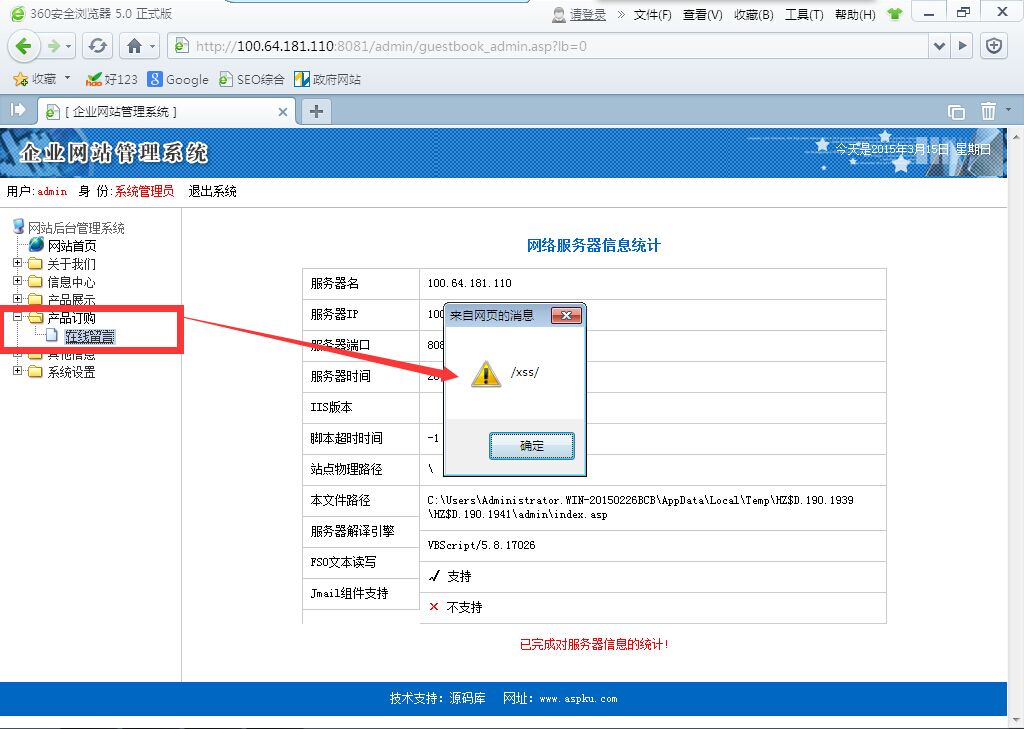 360安全浏览器 5.0 正式版
请登录 » 文件(F) 查看(V) 收藏(B) 工具(T) 帮助(H)
http://100.64.181.110:8081/admin/guestbook_admin.asp?lb=0
收藏 好123 Google SEO综合 政府网站
[ 企业网站管理系统 ]
企业网站管理系统
今天是2015年3月15日 星期日
用户:admin 身 份:系统管理员 退出系统
网站后台管理系统
网站首页
关于我们
信息中心
产品展示
产品订购
在线留言
其他信息
系统设置
网络服务器信息统计
服务器名 100.64.181.110
服务器IP 100
服务器端口 808
服务器时间
IIS版本
脚本超时时间 -1
站点物理路径 \
本文件路径 C:\Users\Administrator.WIN-20150226BCB\AppData\Local\Temp\HZ$D.190.1939
\HZ$D.190.1941\admin\index.asp
服务器解译引擎 VBScript/5.8.17026
FSO文本读写 支持
Jmail组件支持 不支持
来自网页的消息
/xss/
确定
已完成对服务器信息的统计!
技术支持: 源码库 网址: www.aspku.com